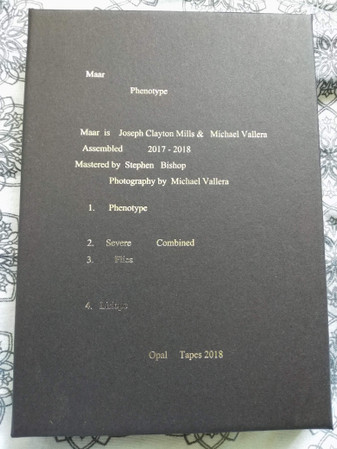 Maar
Phenotype
Maar is Joseph Clayton Mills & Michael Vallera
Assembled 2017 - 2018
Mastered by Stephen Bishop
Photography by Michael Vallera
1. Phenotype
2. Severe Combined
3. Flies
4.
Opal Tapes 2018